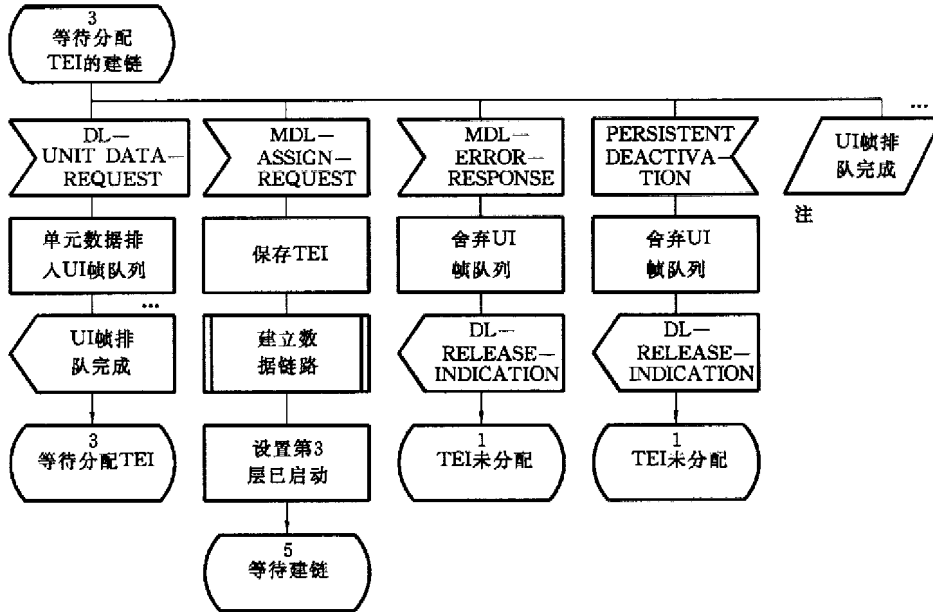 3
等待分配
TEI的建链
...
DL—
UNIT DATA—
REQUEST
MDL—
ASSIGN—
REQUEST
MDL—
ERROR—
RESPONSE
PERSISTENT
DEACTIVA—
TION
UI帧排
队完成
注
单元数据排
入UI帧队列
保存TEI
舍弃UI
帧队列
舍弃UI
帧队列
...
UI帧排
队完成
建立数
据链路
DL—
RELEASE—
INDICATION
DL—
RELEASE—
INDICATION
3
等待分配TEI
设置第3
层已启动
1
TEI未分配
1
TEI未分配
5
等待建链